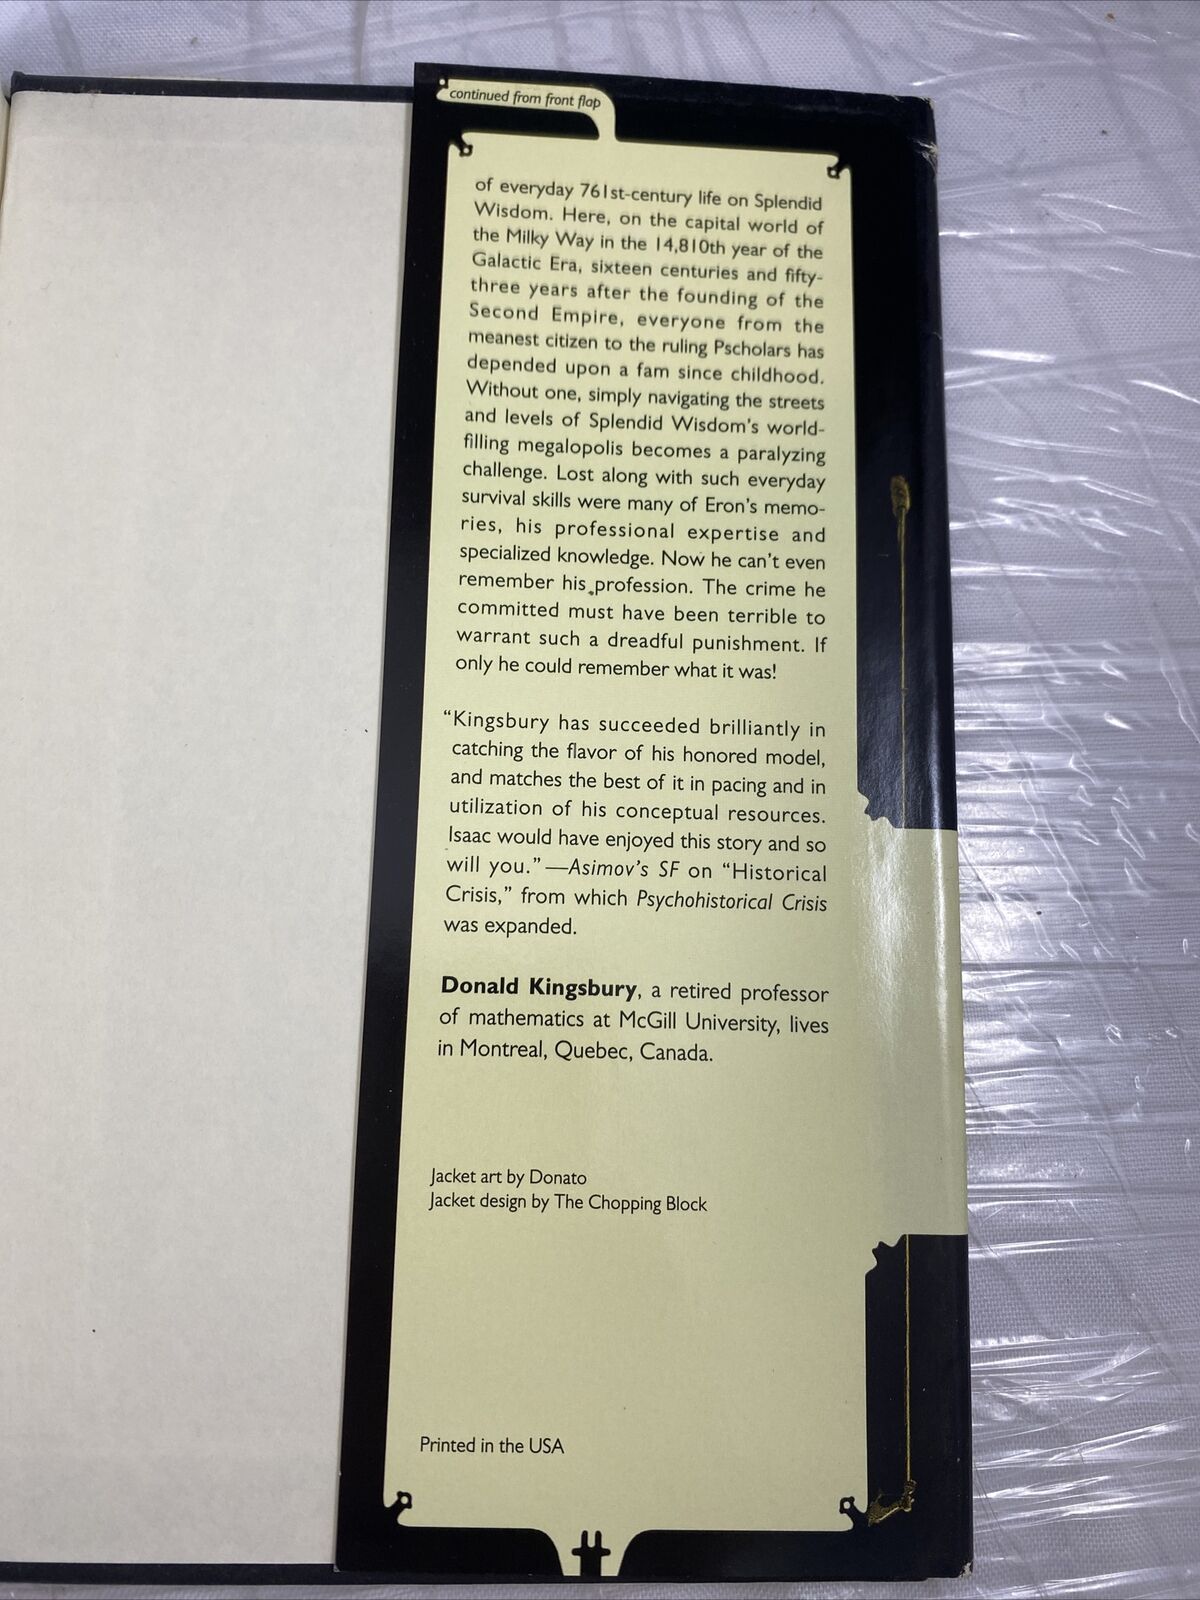 continued from front flap
of everyday 761st-century life on Splendid
Wisdom. Here, on the capital world of
the Milky Way in the 14,810th year of the
Galactic Era, sixteen centuries and fifty-
three years after the founding of the
Second Empire, everyone from the
meanest citizen to the ruling Pscholars has
depended upon a fam since childhood.
Without one, simply navigating the streets
and levels of Splendid Wisdom's world-
filling megalopolis becomes a paralyzing
challenge. Lost along with such everyday
survival skills were many of Eron's memo-
ries, his professional expertise and
specialized knowledge. Now he can't even
remember his profession. The crime he
committed must have been terrible to
warrant such a dreadful punishment. If
only he could remember what it was!
“Kingsbury has succeeded brilliantly in
catching the flavor of his honored model,
and matches the best of it in pacing and in
utilization of his conceptual resources.
Isaac would have enjoyed this story and so
will you.” —Asimov's SF on “Historical
Crisis,” from which Psychohistorical Crisis
was expanded.
Donald Kingsbury, a retired professor
of mathematics at McGill University, lives
in Montreal, Quebec, Canada.
Jacket art by Donato
Jacket design by The Chopping Block
Printed in the USA